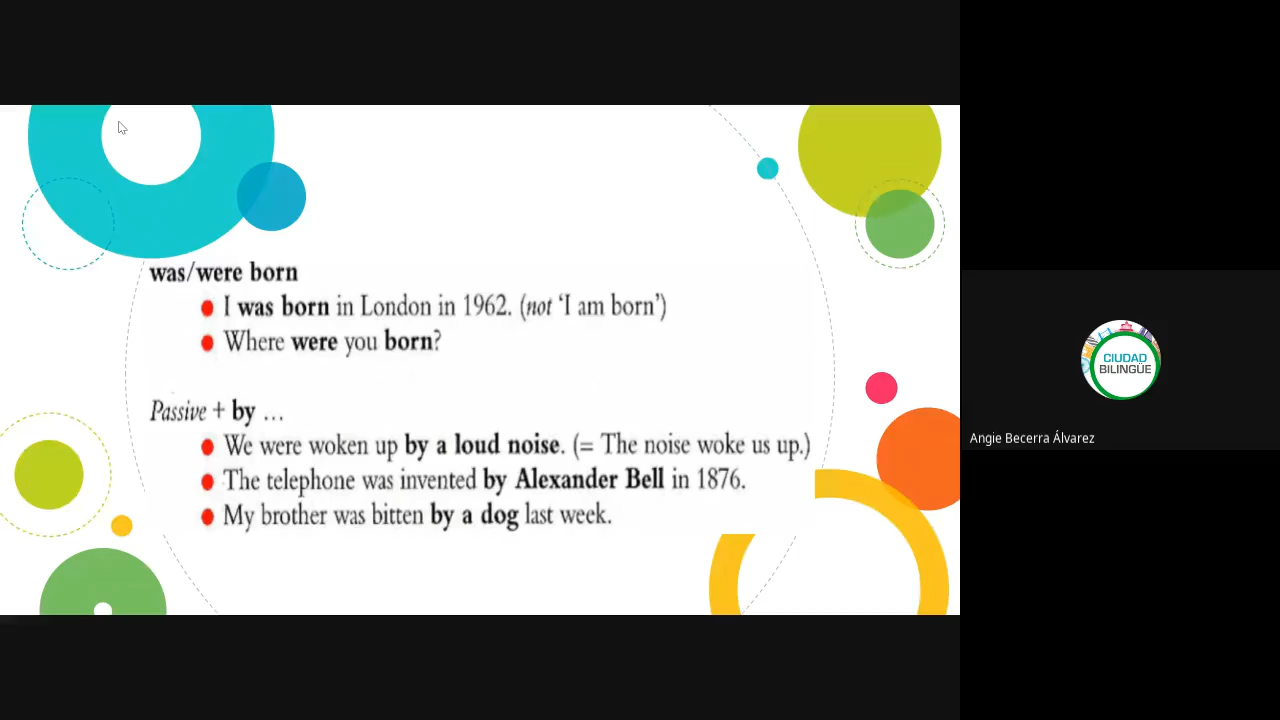 was/were born
I was born in London in 1962. (not ‘I am born’)
Where were you born?
Passive + by ...
We were woken up by a loud noise. (= The noise woke us up.)
The telephone was invented by Alexander Bell in 1876.
My brother was bitten by a dog last week.
CIUDAD
BILINGÜE
Angie Becerra Álvarez